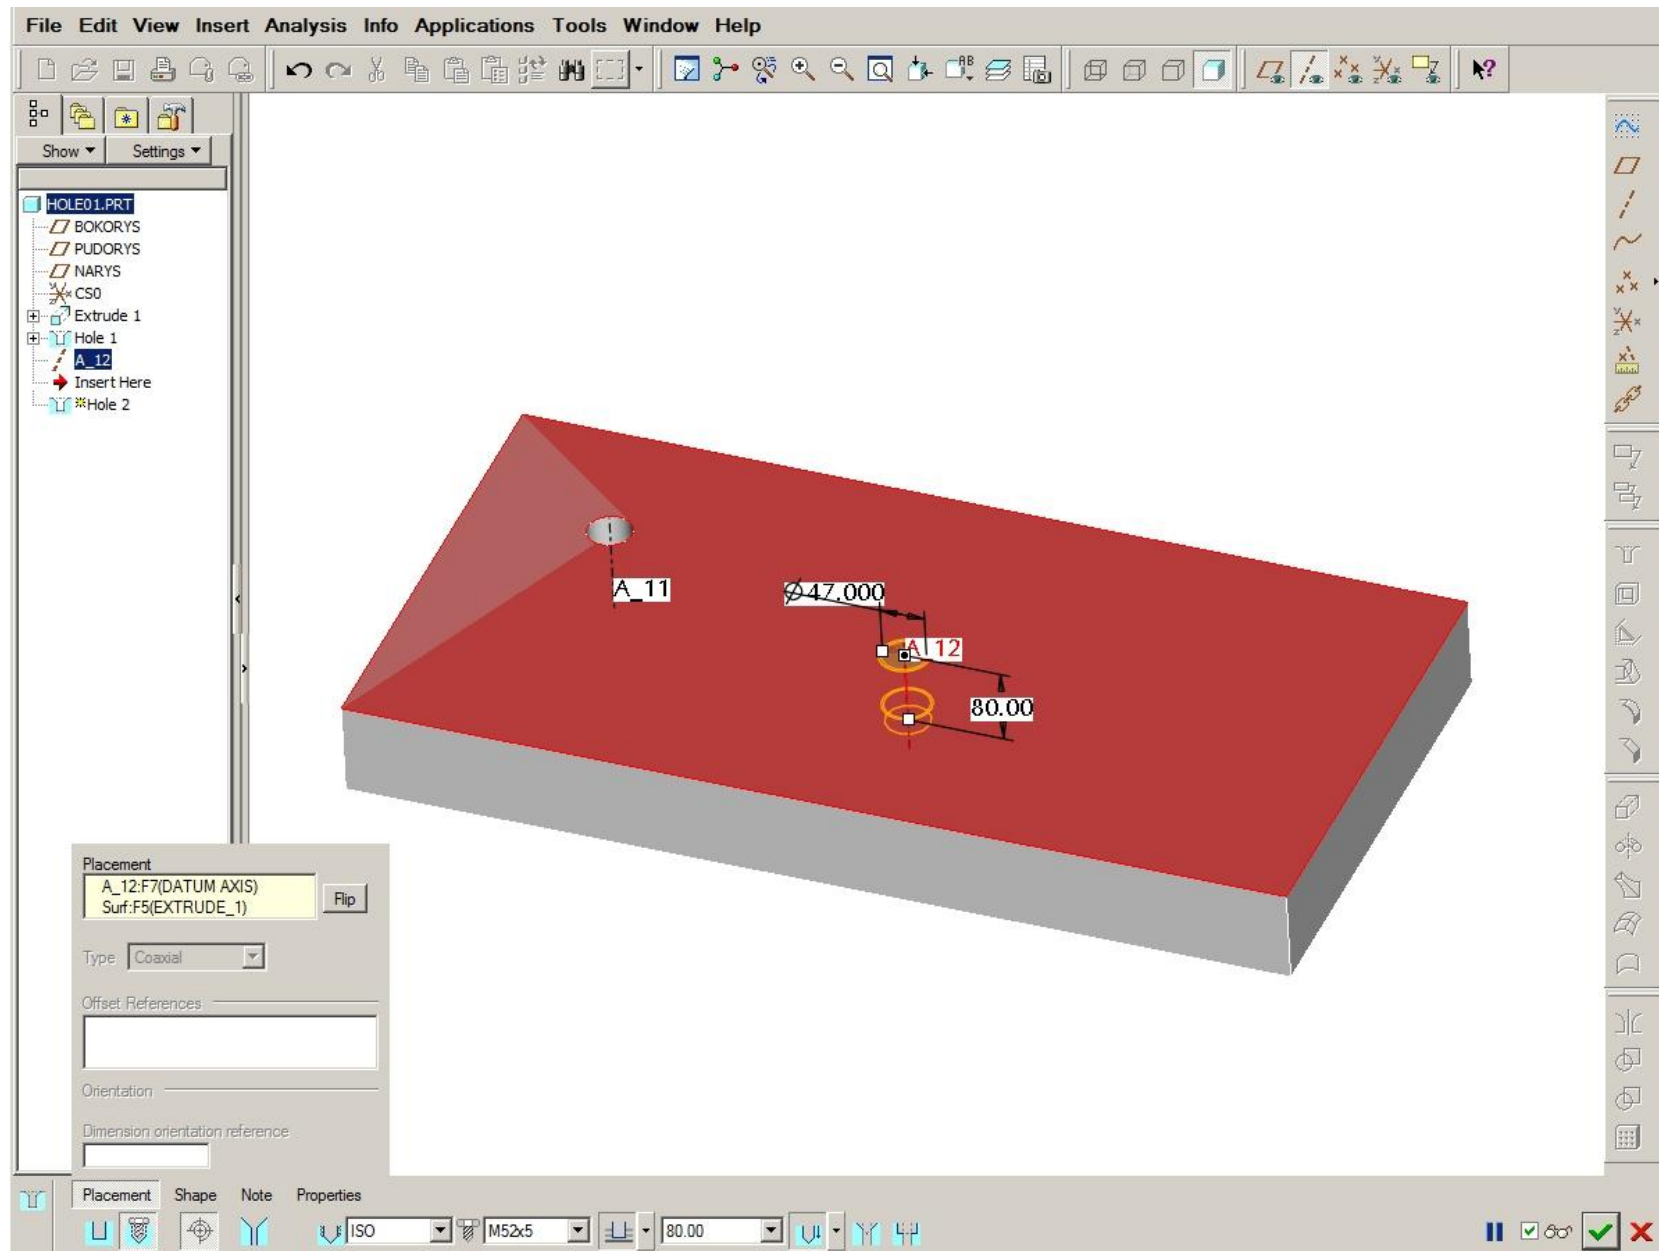 File Edit View Insert Analysis Info Applications Tools Window Help
Show Settings
HOLE01.PRT
BOKORYS
PUDORYS
NARYS
CS0
Extrude 1
Hole 1
A_12
Insert Here
Hole 2
A_11
Ø47.000
A_12
80.00
Placement
A_12:F7(DATUM AXIS)
Surf:F5(EXTRUDE_1)
Flip
Type Coaxial
Offset References
Orientation
Dimension orientation reference
Placement Shape Note Properties
ISO M52x5 80.00